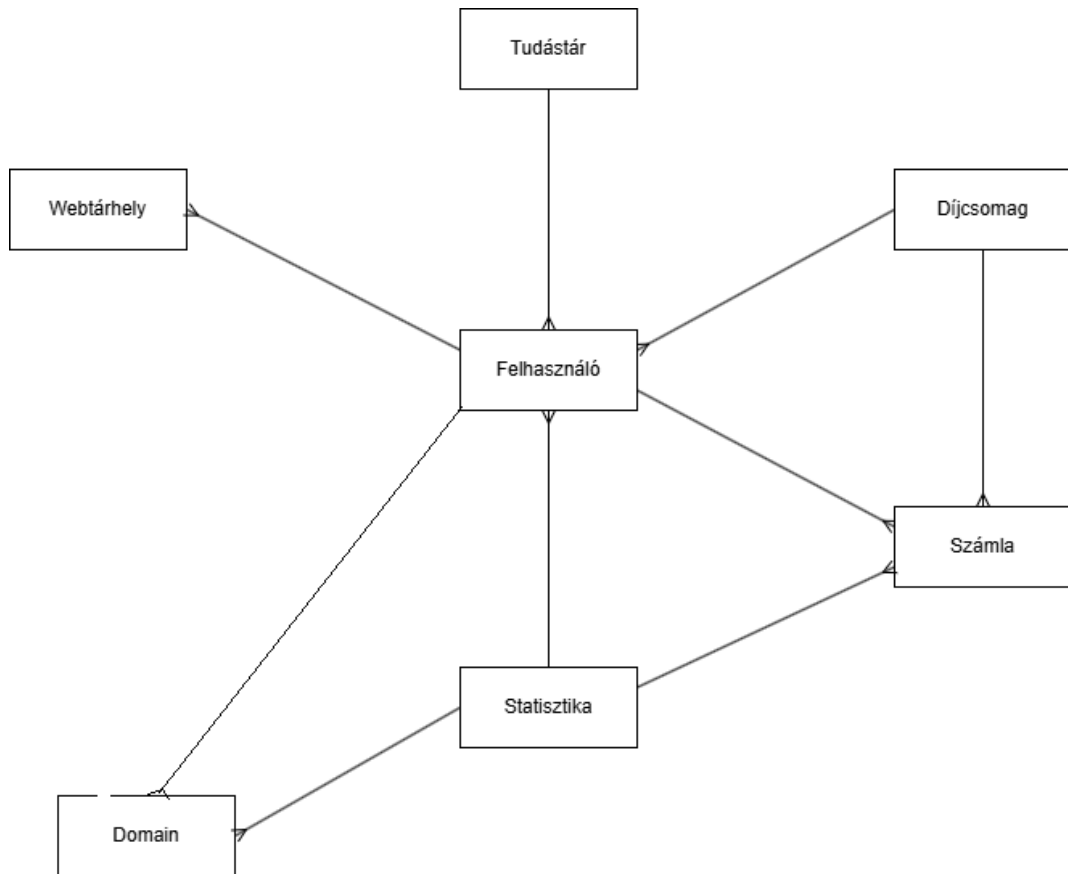 Tudástár
Webtárhely
Díjcsomag
Felhasználó
Számla
Statisztika
Domain